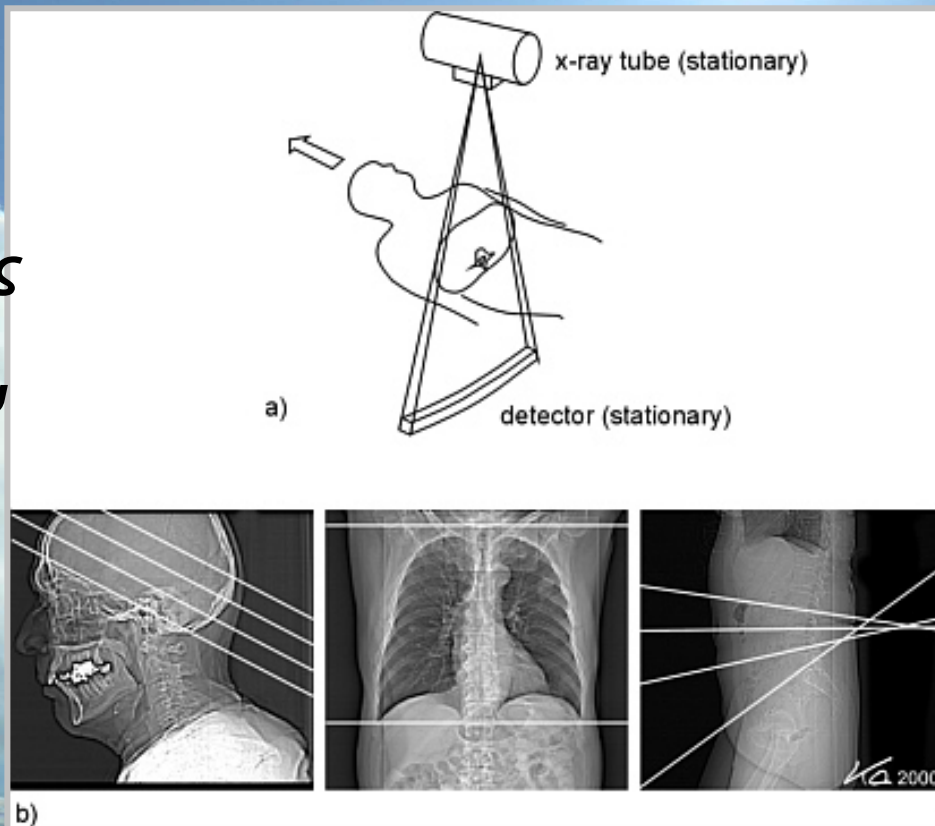 x-ray tube (stationary)
a)
detector (stationary)
2000
b)